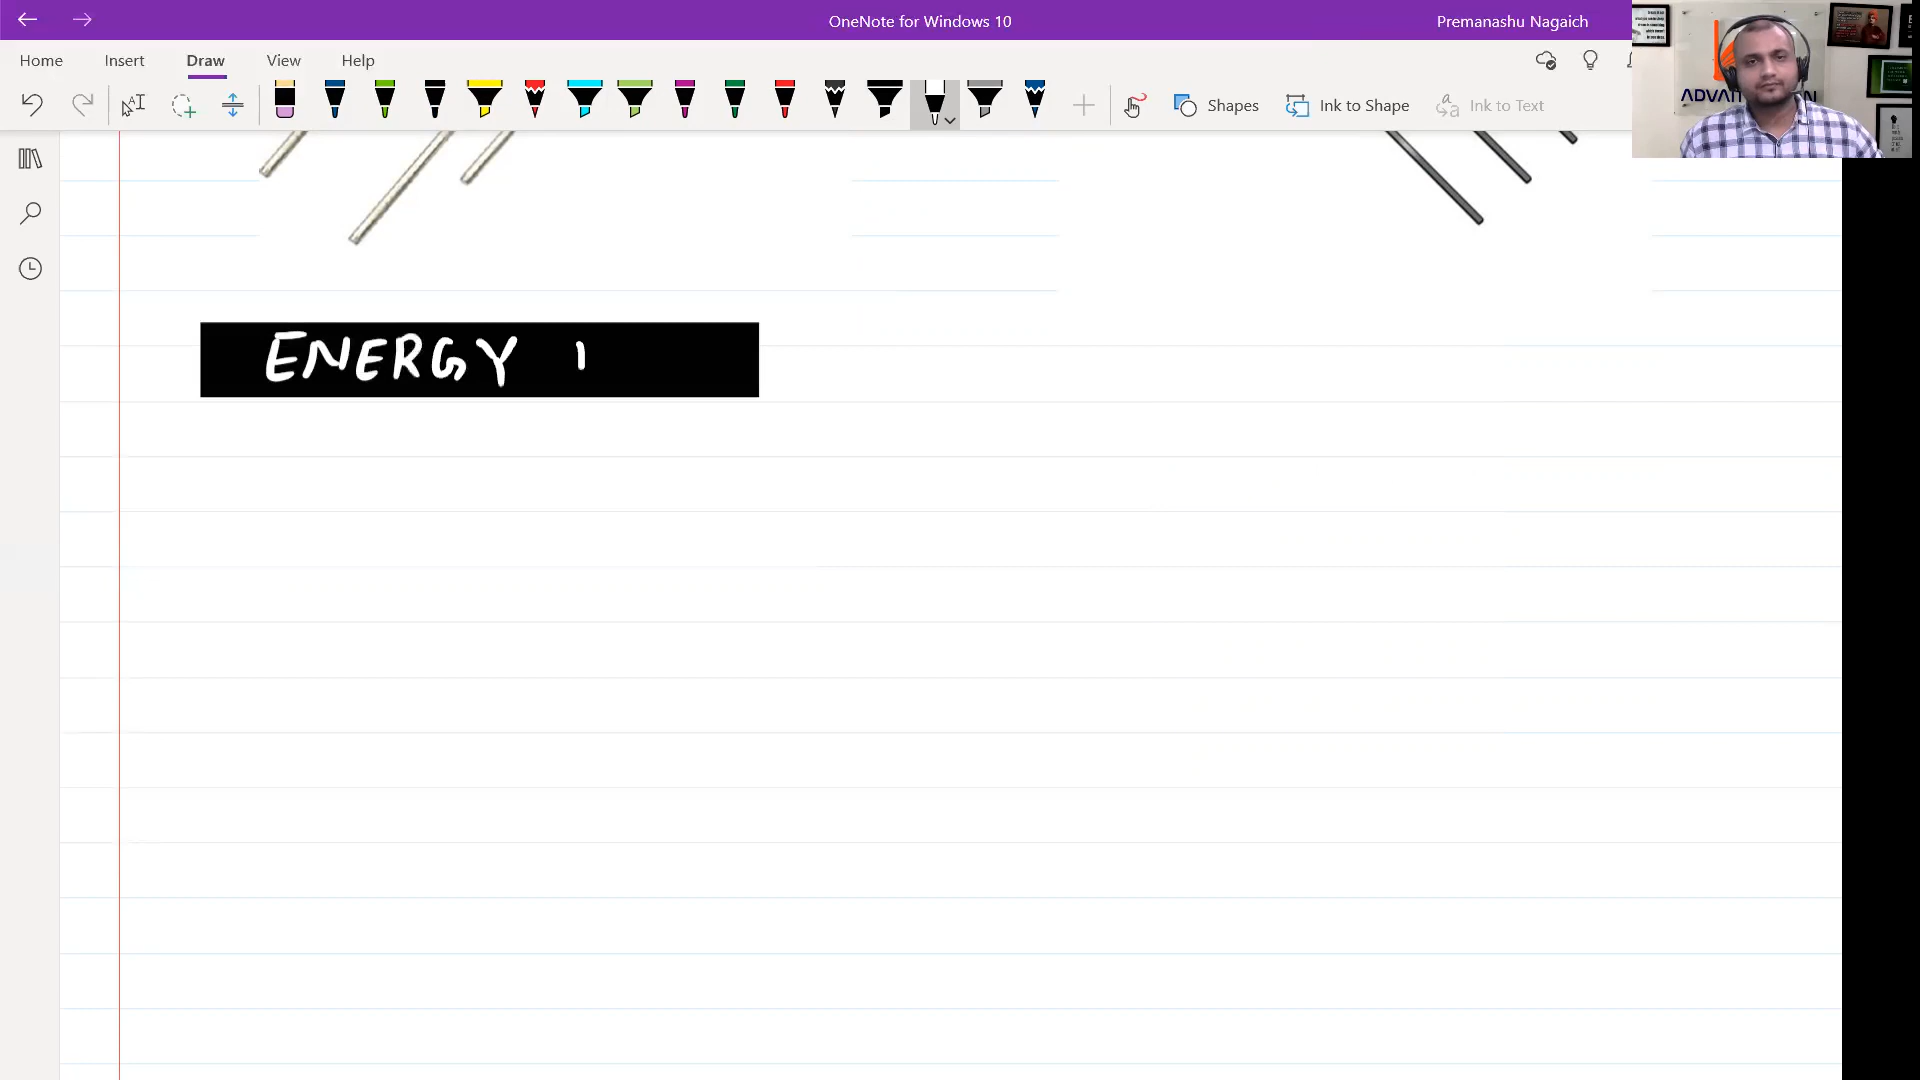 OneNote for Windows 10
Premanashu Nagaich
Home Insert Draw View Help
Shapes Ink to Shape Ink to Text
ENERGY